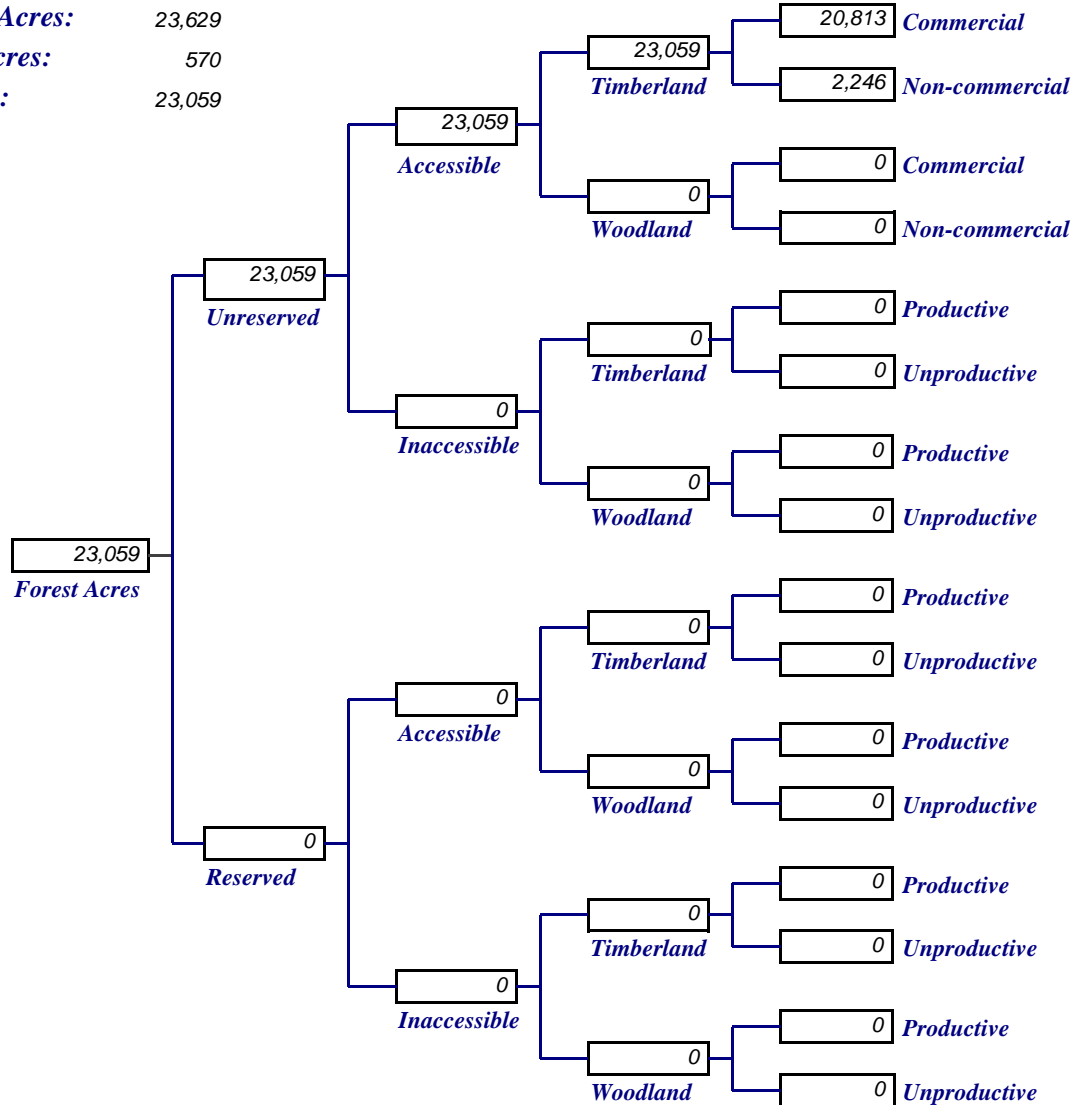 Acres: 23,629
cres: 570
: 23,059
20,813 Commercial
23,059
Timberland
2,246 Non-commercial
23,059
Accessible
0 Commercial
0
Woodland
0 Non-commercial
23,059
Unreserved
0 Productive
0
Timberland
0 Unproductive
0
Inaccessible
0 Productive
0
Woodland
0 Unproductive
23,059
Forest Acres
0 Productive
0
Timberland
0 Unproductive
0
Accessible
0 Productive
0
Woodland
0 Unproductive
0
Reserved
0 Productive
0
Timberland
0 Unproductive
0
Inaccessible
0 Productive
0
Woodland
0 Unproductive